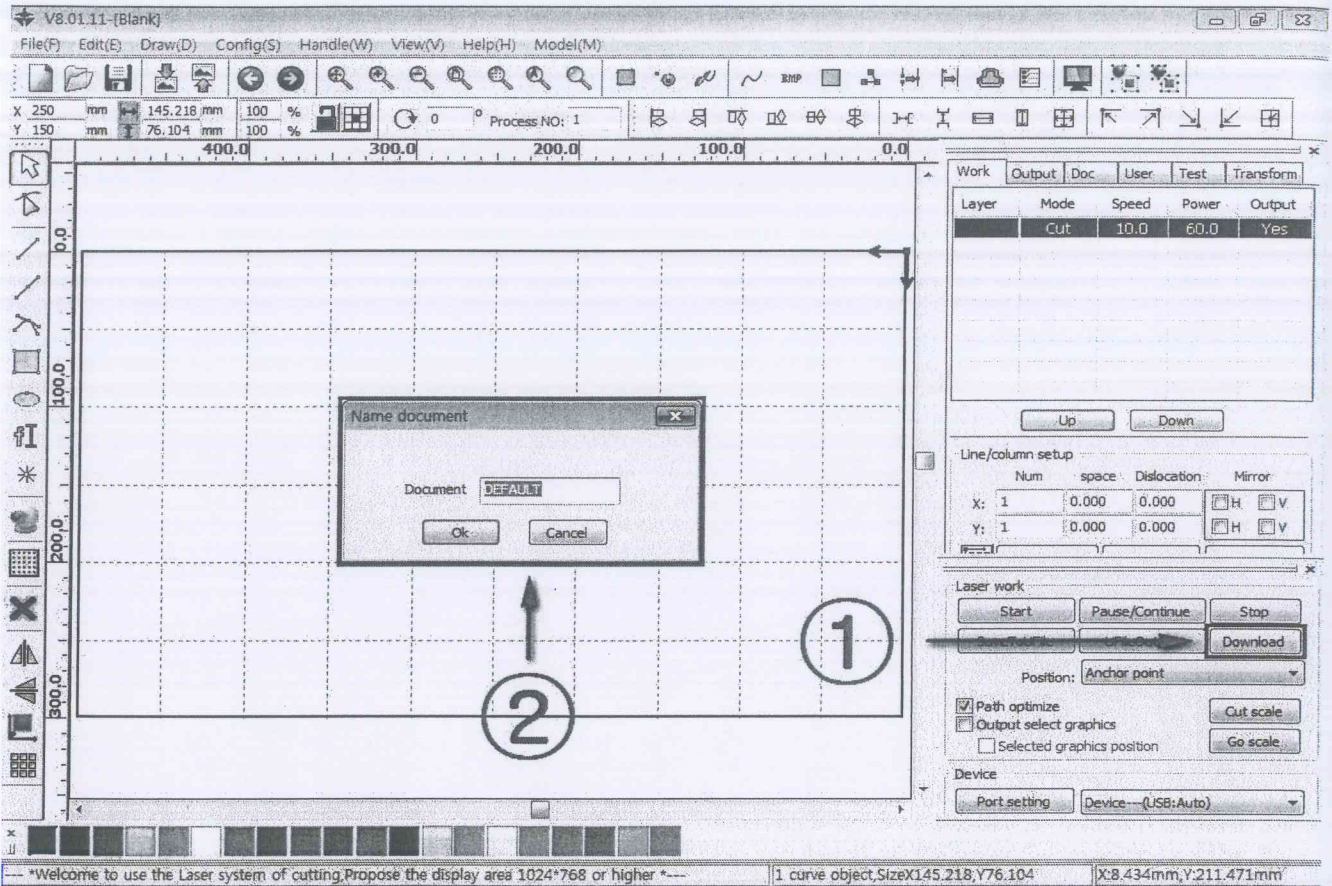 V8.01.11-[Blank]
File(F) Edit(E) Draw(D) Config(S) Handle(W) View(V) Help(H) Model(M)
BMP
X 250 mm 145.218 mm 100 %
Y 150 mm 76.104 mm 100 %
0 ° Process NO: 1
400.0 300.0 200.0 100.0 0.0
0.0
100.0
200.0
300.0
Work Output Doc User Test Transform
Layer Mode Speed Power Output
Cut 10.0 60.0 Yes
Up Down
Name document
Document DEFAULT
Ok Cancel
Line/column setup
Num space Dislocation Mirror
X: 1 0.000 0.000 H V
Y: 1 0.000 0.000 H V
1
2
Laser work
Start Pause/Continue Stop
Download
Position: Anchor point
Path optimize
Cut scale
Output select graphics
Selected graphics position
Go scale
Device
Port setting Device---(USB:Auto)
--- *Welcome to use the Laser system of cutting,Propose the display area 1024*768 or higher *---
1 curve object,SizeX145.218,Y76.104
X:8.434mm,Y:211.471mm